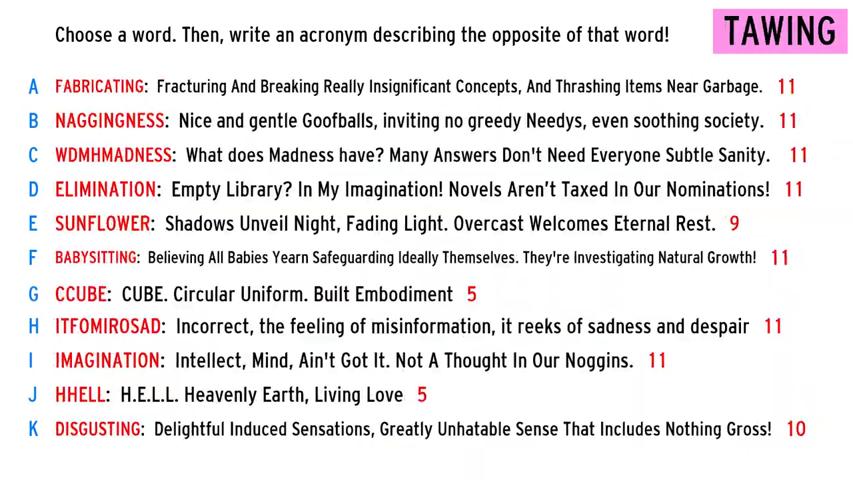 Choose a word. Then, write an acronym describing the opposite of that word!
TAWING
A FABRICATING: Fracturing And Breaking Really Insignificant Concepts, And Thrashing Items Near Garbage. 11
B NAGGINGNESS: Nice and gentle Goofballs, inviting no greedy Needys, even soothing society. 11
C WDMHMADNESS: What does Madness have? Many Answers Don't Need Everyone Subtle Sanity. 11
D ELIMINATION: Empty Library? In My Imagination! Novels Aren't Taxed In Our Nominations! 11
E SUNFLOWER: Shadows Unveil Night, Fading Light. Overcast Welcomes Eternal Rest. 9
F BABYSITTING: Believing All Babies Yearn Safeguarding Ideally Themselves. They're Investigating Natural Growth! 11
G CCUBE: CUBE. Circular Uniform. Built Embodiment 5
H ITFOMIROSAD: Incorrect, the feeling of misinformation, it reeks of sadness and despair 11
I IMAGINATION: Intellect, Mind, Ain't Got It. Not A Thought In Our Noggins. 11
J HHELL: H.E.L.L. Heavenly Earth, Living Love 5
K DISGUSTING: Delightful Induced Sensations, Greatly Unhatable Sense That Includes Nothing Gross! 10